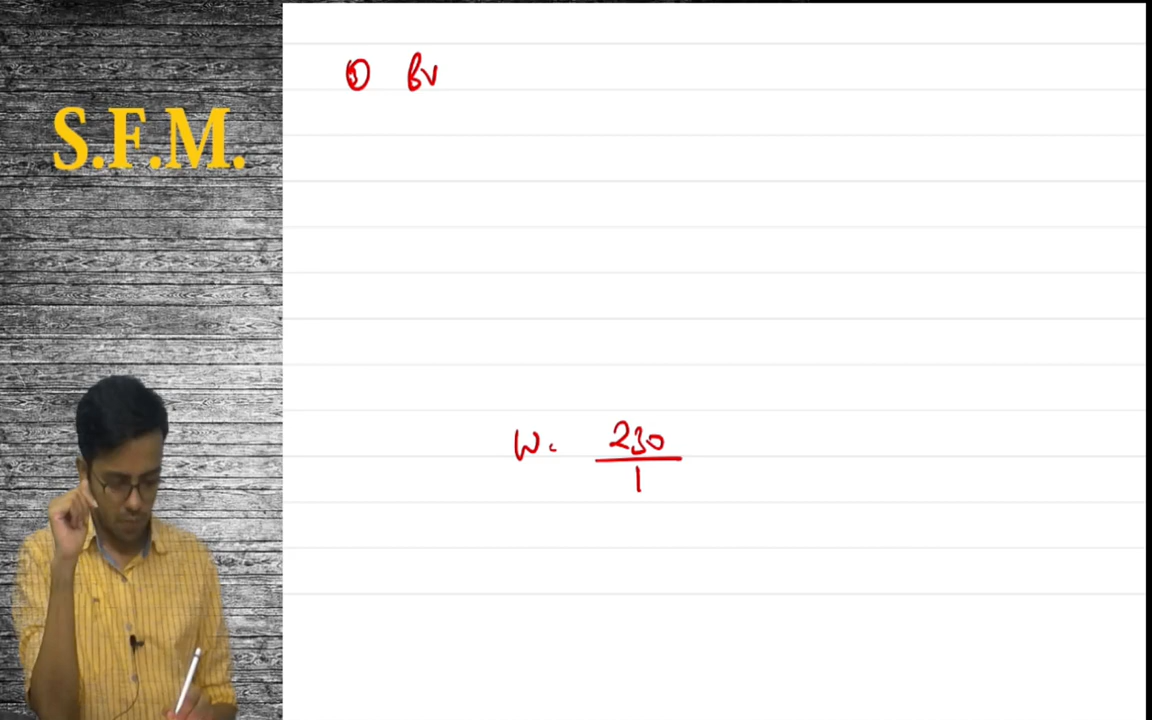 S.F.M.
① BV
W = 230
1